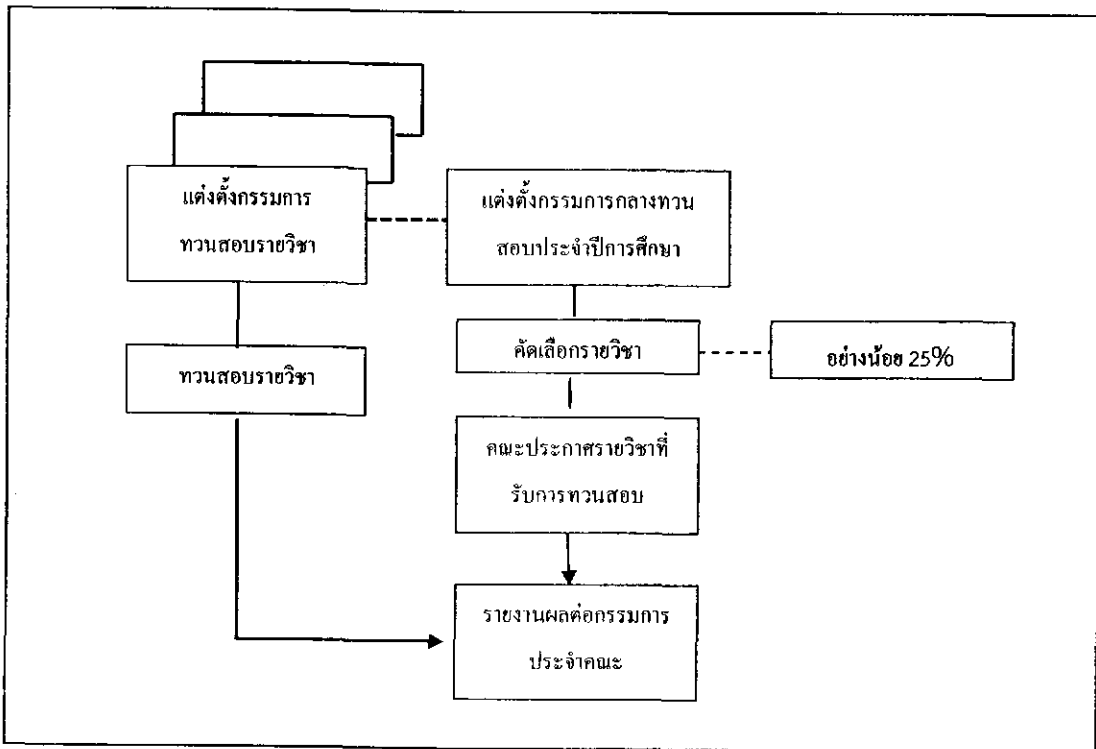 แต่งตั้งกรรมการ
ทวนสอบรายวิชา
แต่งตั้งกรรมการกลางทวน
สอบประจำปีการศึกษา
คัดเลือกรายวิชา
อย่างน้อย 25%
ทวนสอบรายวิชา
คณะประกาศรายวิชาที่
รับการทวนสอบ
รายงานผลต่อกรรมการ
ประจำคณะ